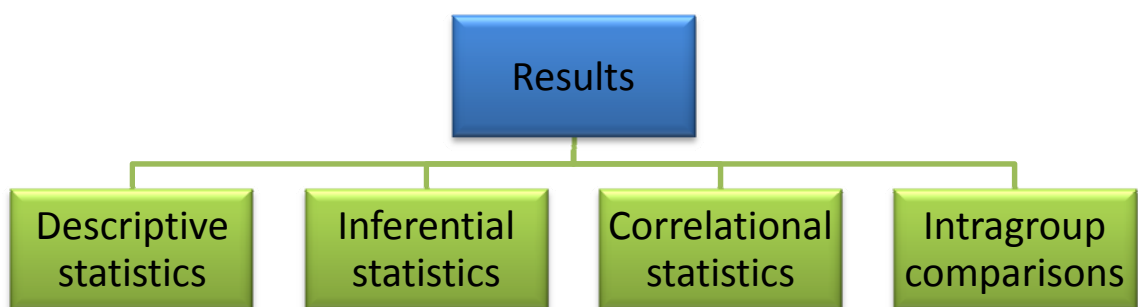 Results
Descriptive
statistics
Inferential
statistics
Correlational
statistics
Intragroup
comparisons